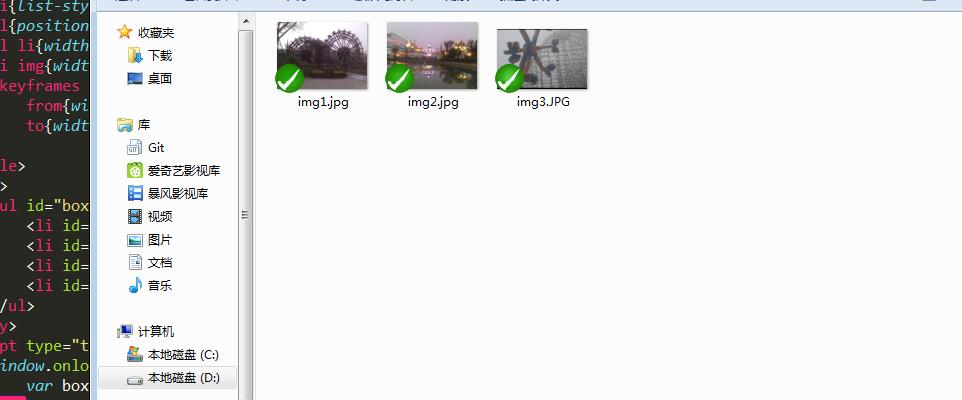 i{list-sty
l{position
l li{width
i img{widt
keyframes
from{wi
to{widt
le>
>
ul id="box
<li id=
<li id=
<li id=
<li id=
/ul>
y>
pt type="t
indow.onlo
var box
收藏夹
下载
桌面
库
Git
爱奇艺影视库
暴风影视库
视频
图片
文档
音乐
计算机
本地磁盘 (C:)
本地磁盘 (D:)
img1.jpg
img2.jpg
img3.JPG